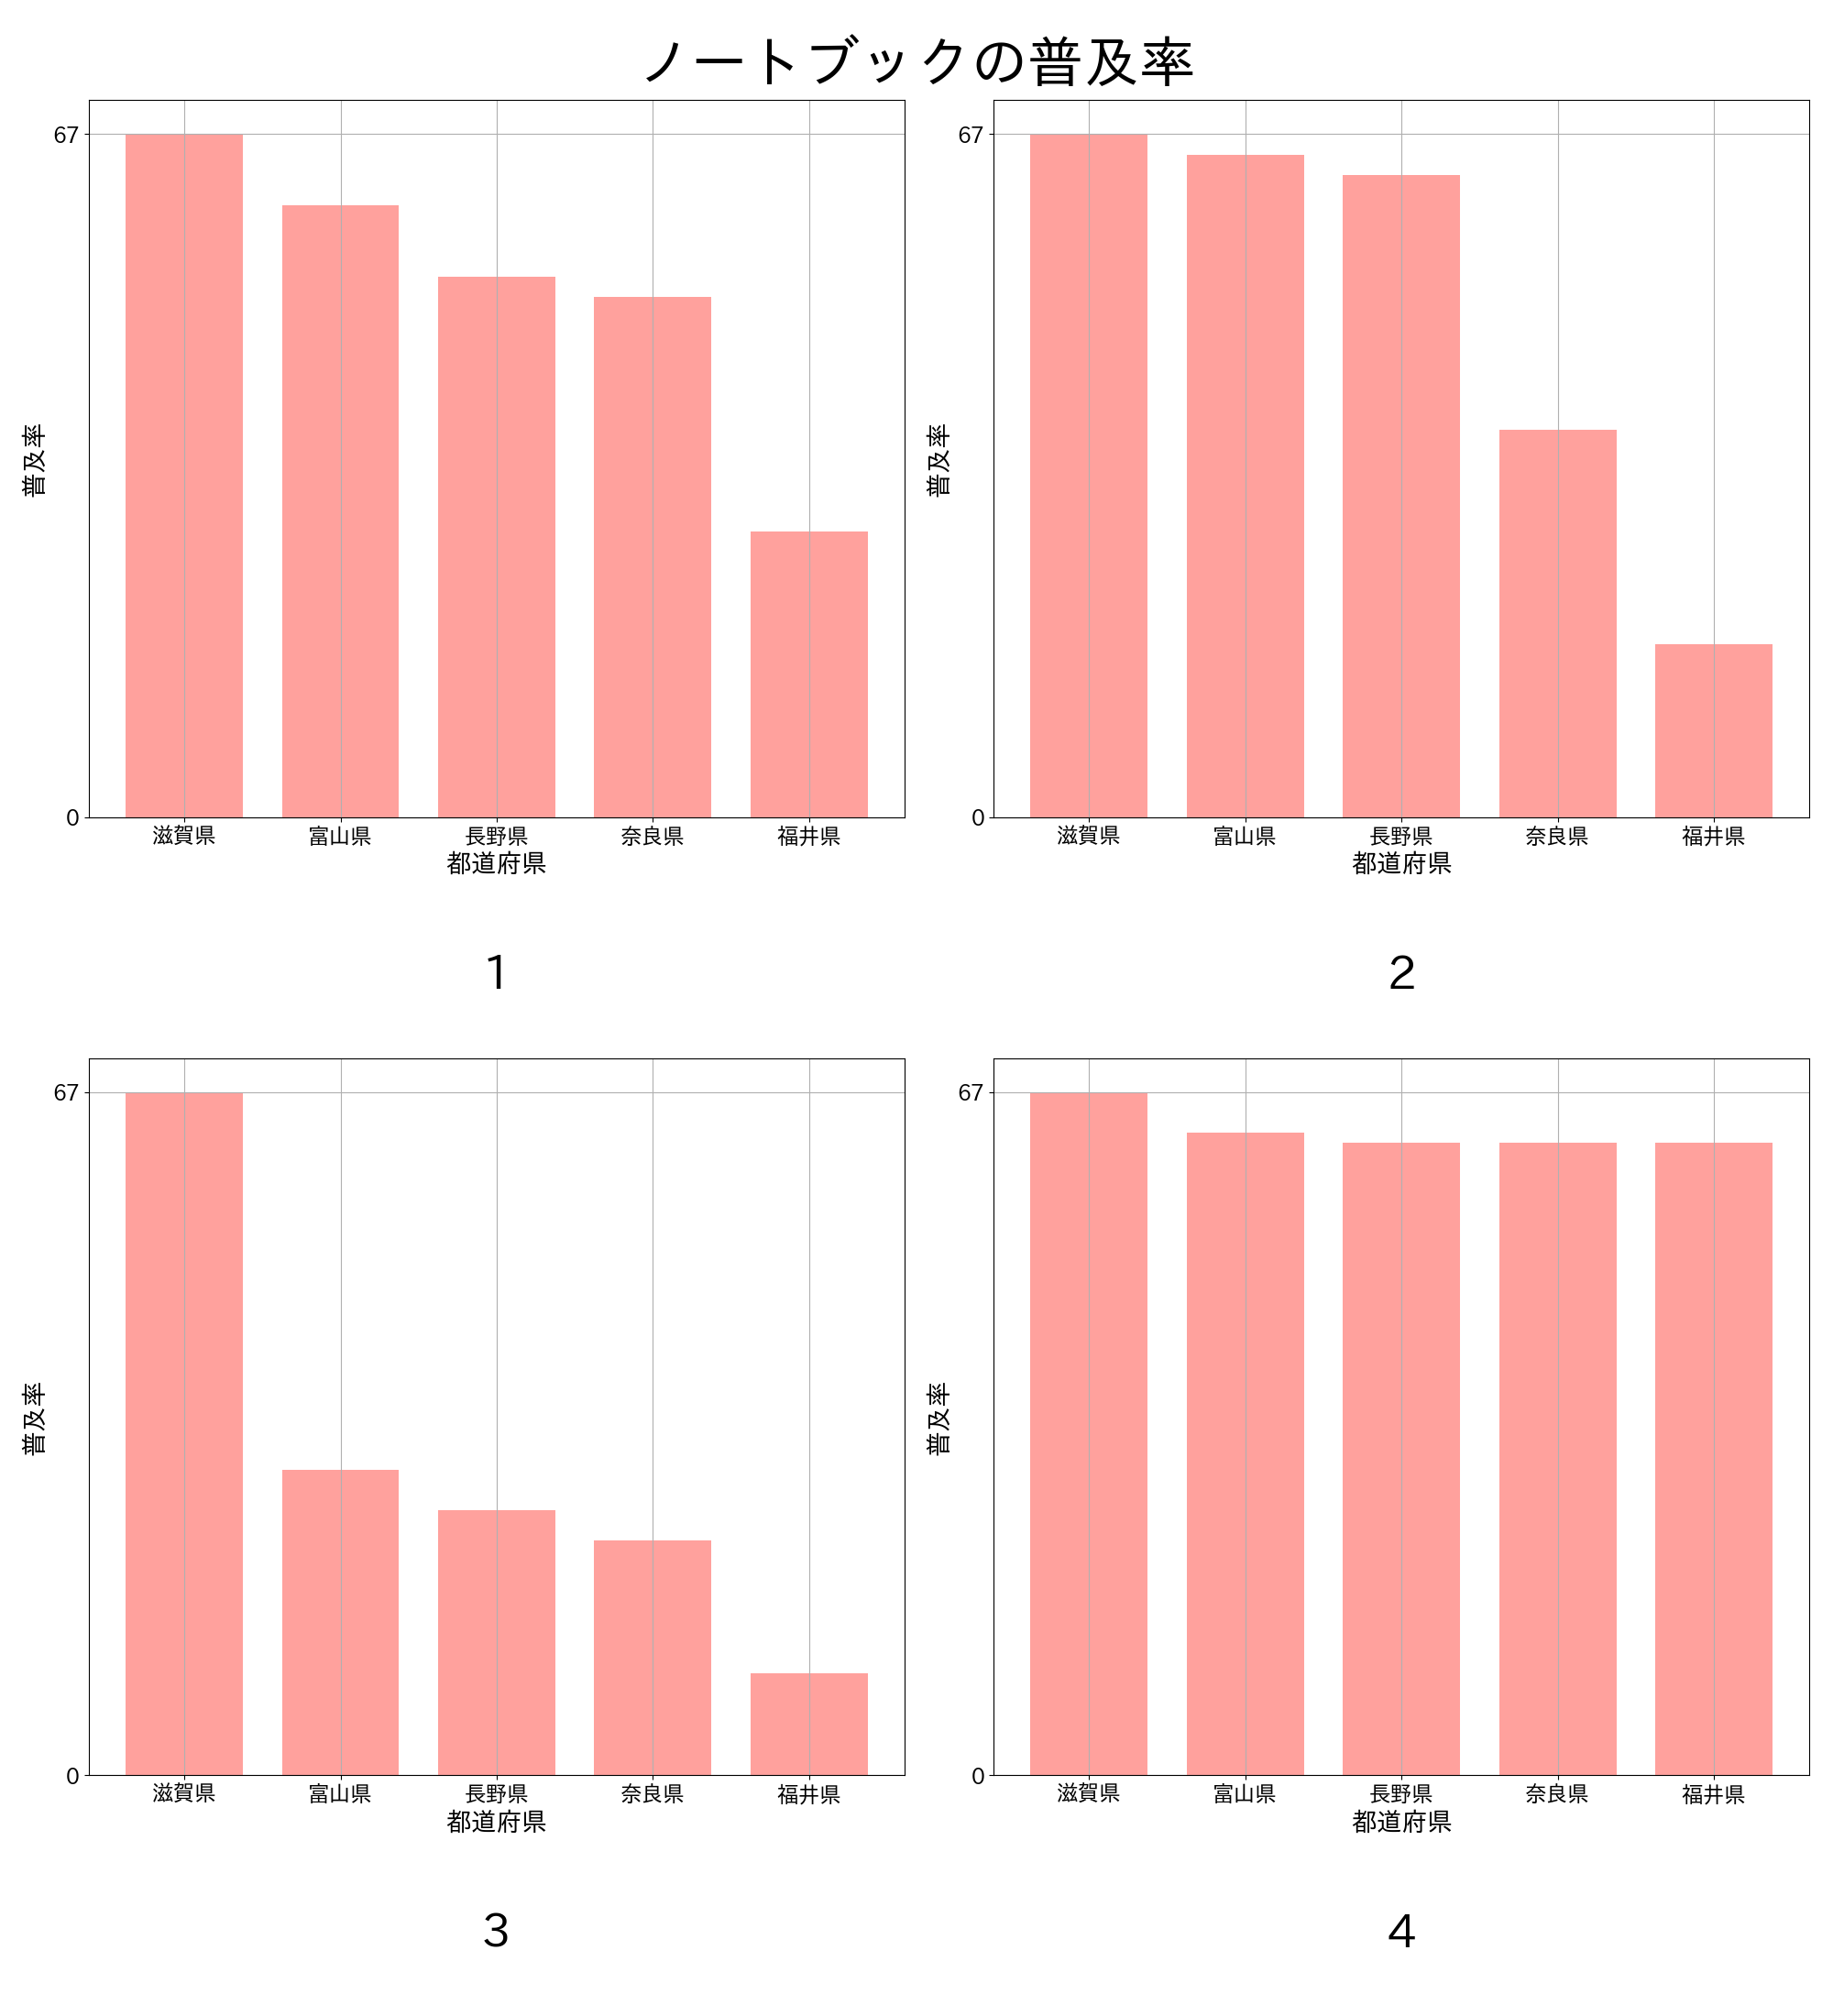 ノートブックの普及率
67
0
普及率
滋賀県 富山県 長野県 奈良県 福井県
都道府県
1
67
0
普及率
滋賀県 富山県 長野県 奈良県 福井県
都道府県
2
67
0
普及率
滋賀県 富山県 長野県 奈良県 福井県
都道府県
3
67
0
普及率
滋賀県 富山県 長野県 奈良県 福井県
都道府県
4